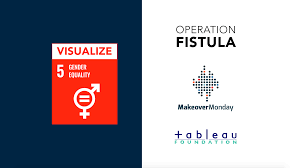 VISUALIZE
5 GENDER
EQUALITY
OPERATION
FISTULA
MakeoverMonday
+ableau
FOUNDATION